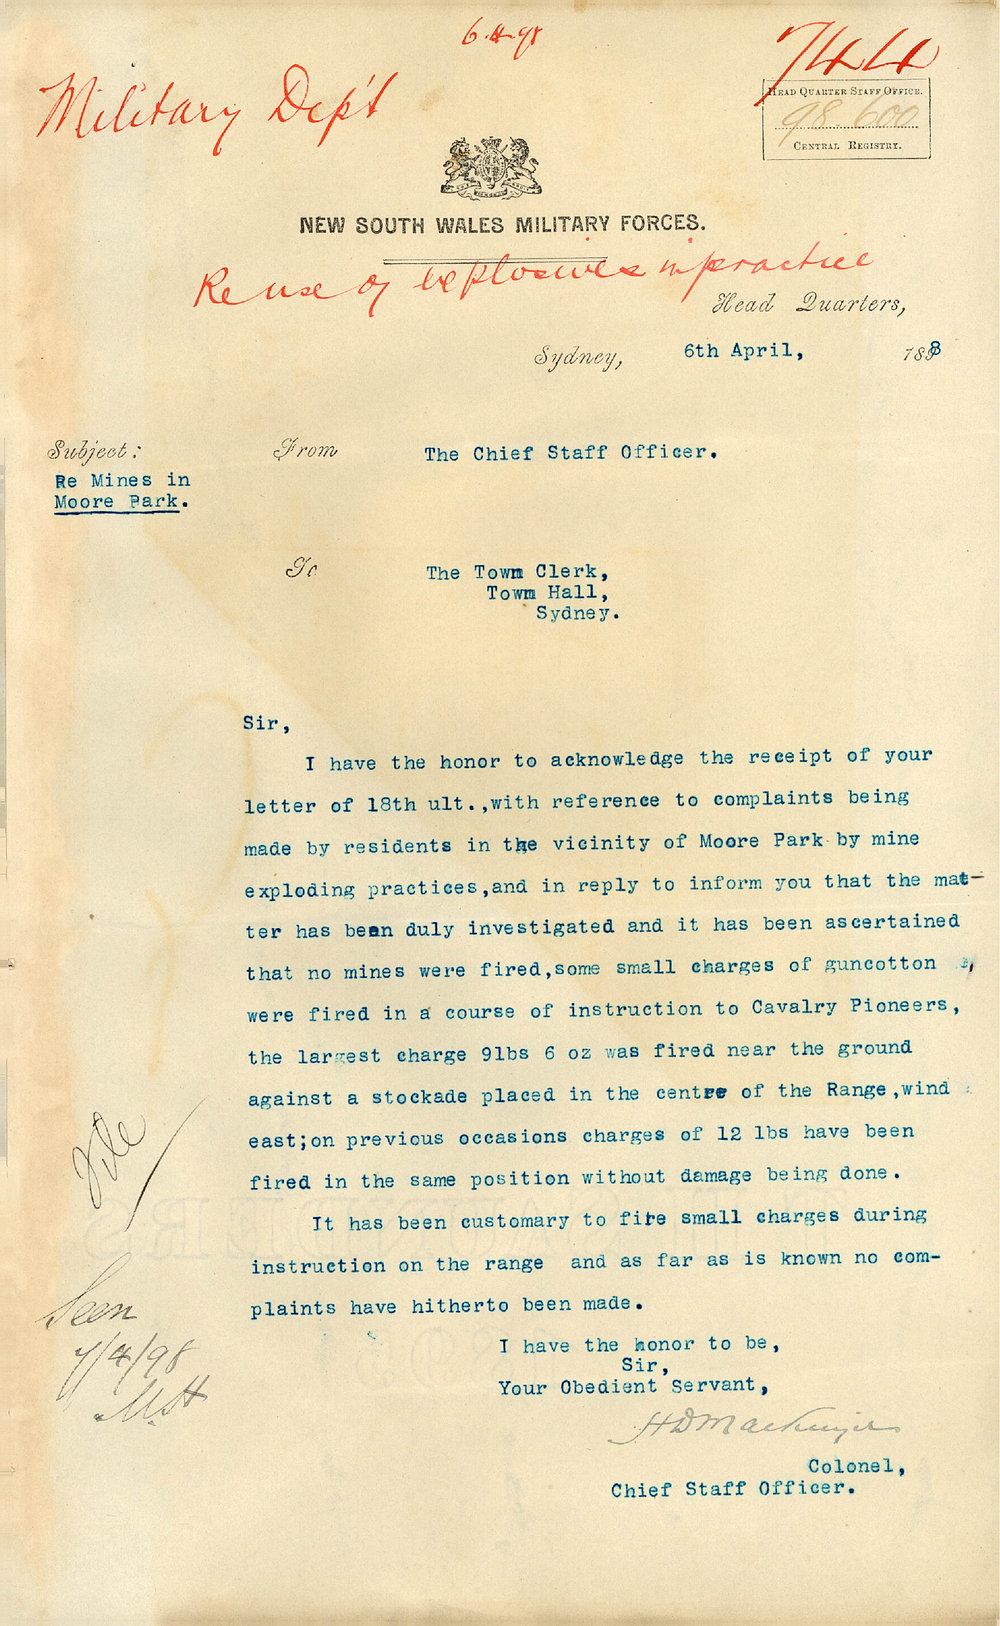 6.4.98
744
Military Dep't
HEAD QUARTER STAFF OFFICE.
98.600
CENTRAL REGISTRY.
NEW SOUTH WALES MILITARY FORCES.
Re use of explosives in practice
Head Quarters,
Sydney, 6th April, 1898
Subject: From The Chief Staff Officer.
Re Mines in
Moore Park.
To The Town Clerk,
Town Hall,
Sydney.
Sir,
I have the honor to acknowledge the receipt of your
letter of 18th ult.,with reference to complaints being
made by residents in the vicinity of Moore Park by mine
exploding practices,and in reply to inform you that the mat-
ter has been duly investigated and it has been ascertained
that no mines were fired,some small charges of guncotton ,
were fired in a course of instruction to Cavalry Pioneers,
the largest charge 9lbs 6 oz was fired near the ground
against a stockade placed in the centre of the Range,wind
east;on previous occasions charges of 12 lbs have been
fired in the same position without damage being done.
It has been customary to fire small charges during
instruction on the range and as far as is known no com-
plaints have hitherto been made.
File
Seen
7/4/98
I have the honor to be,
Sir,
Your Obedient Servant,
HDMackenzie
Colonel,
Chief Staff Officer.